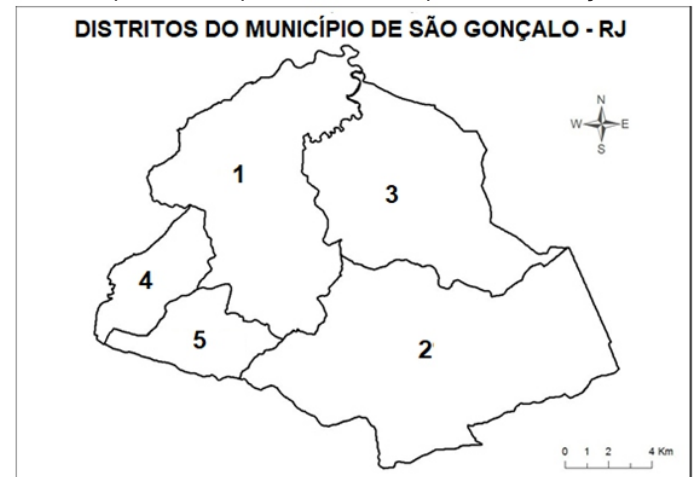 DISTRITOS DO MUNICÍPIO DE SÃO GONÇALO - RJ
N
W E
S
1
3
4
5
2
0 1 2 4 Km